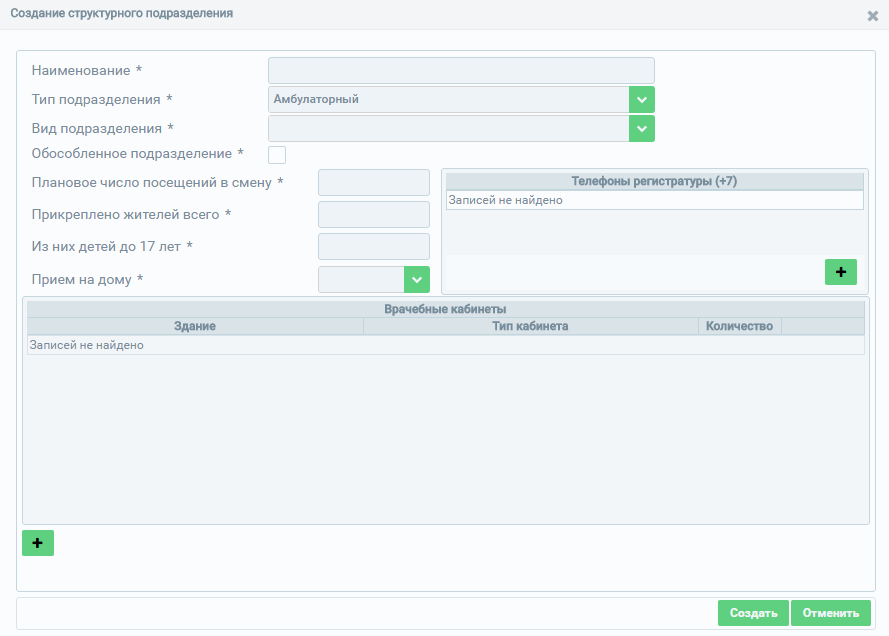 Создание структурного подразделения
Наименование *
Тип подразделения * Амбулаторный
Вид подразделения *
Обособленное подразделение *
Плановое число посещений в смену *
Прикреплено жителей всего *
Из них детей до 17 лет *
Прием на дому *
Телефоны регистратуры (+7)
Записей не найдено
Врачебные кабинеты
Здание Тип кабинета Количество
Записей не найдено
Создать Отменить